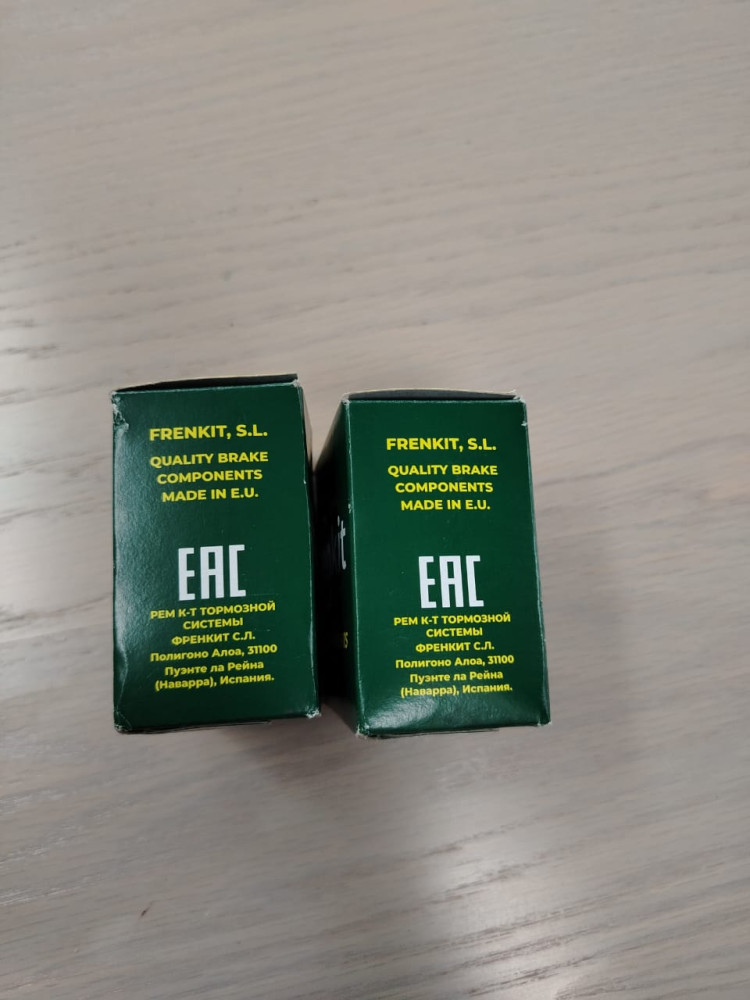 FRENKIT, S.L.
QUALITY BRAKE
COMPONENTS
MADE IN E.U.
EAC
РЕМ К-Т ТОРМОЗНОЙ
СИСТЕМЫ
ФРЕНКИТ С.Л.
Полигоно Алоа, 31100
Пуэнте ла Рейна
(Наварра), Испания.
FRENKIT, S.L.
QUALITY BRAKE
COMPONENTS
MADE IN E.U.
EAC
РЕМ К-Т ТОРМОЗНОЙ
СИСТЕМЫ
ФРЕНКИТ С.Л.
Полигоно Алоа, 31100
Пуэнте ла Рейна
(Наварра), Испания.